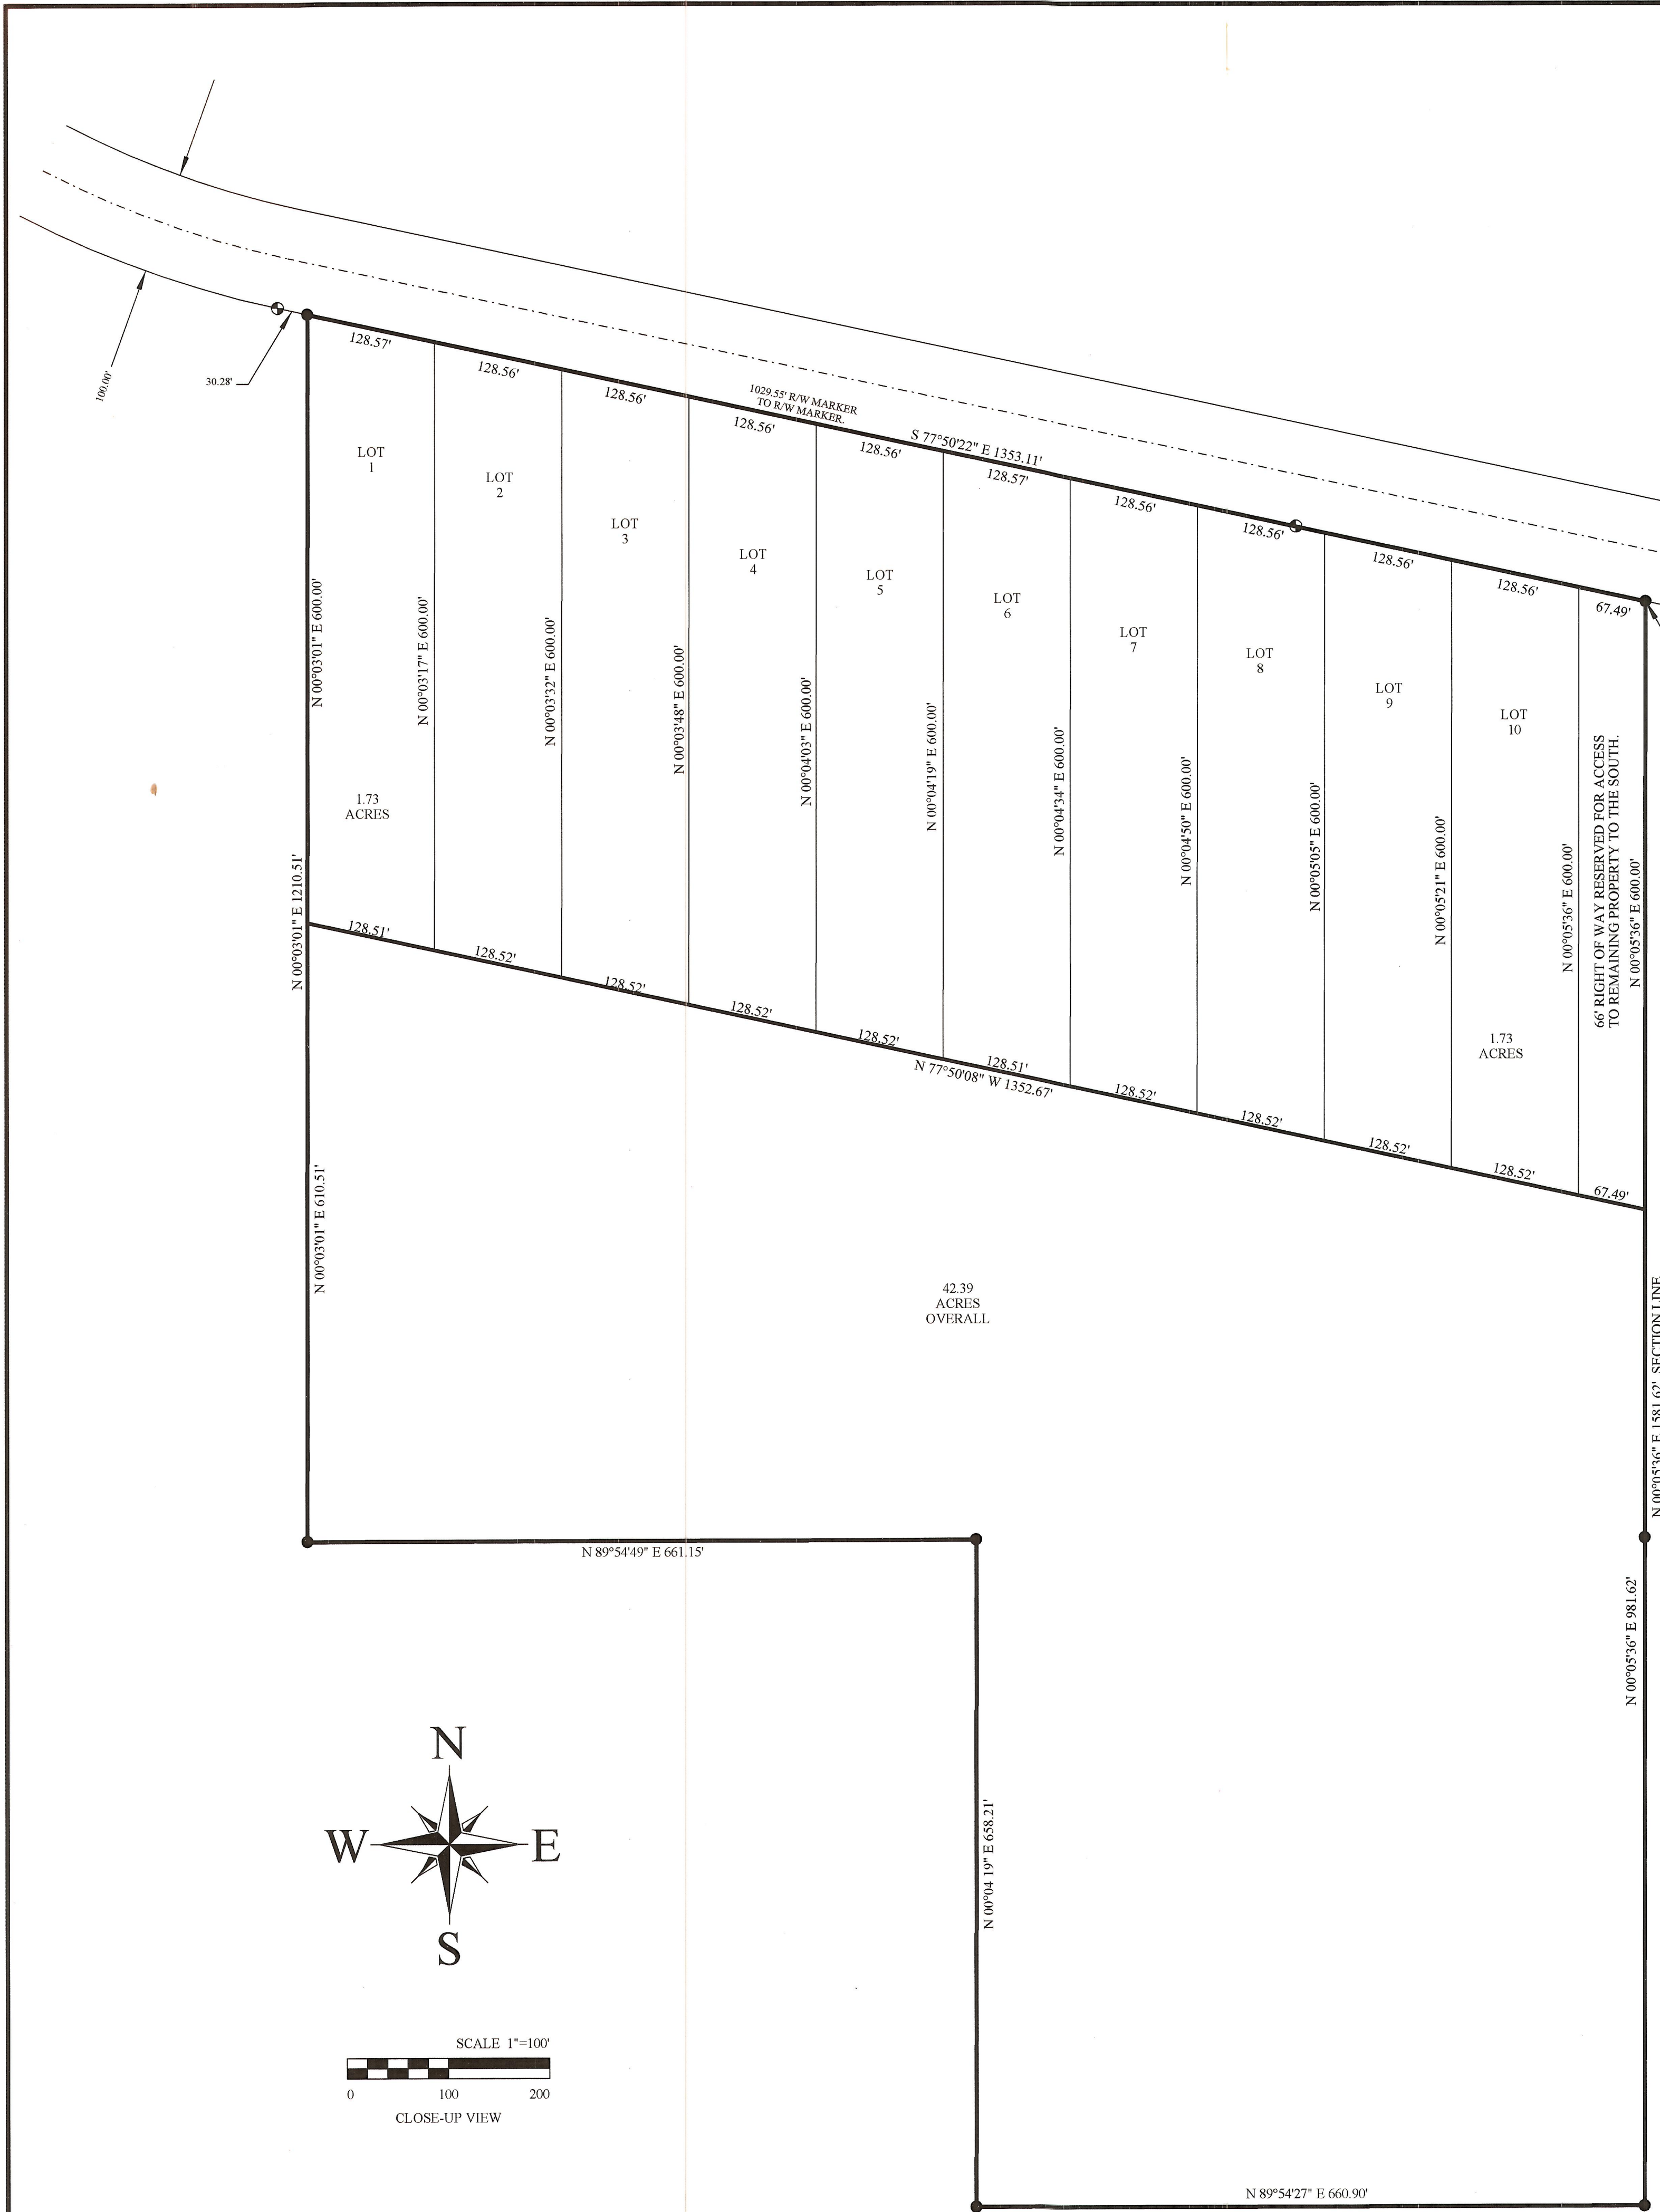 100.00'
30.28'
128.57'
128.56'
128.56'
128.56'
128.56'
128.57'
128.56'
128.56'
128.56'
128.56'
67.49'
1029.55' R/W MARKER
TO R/W MARKER.
S 77°50'22" E 1353.11'
LOT
1
LOT
2
LOT
3
LOT
4
LOT
5
LOT
6
LOT
7
LOT
8
LOT
9
LOT
10
N 00°03'01" E 600.00'
N 00°03'17" E 600.00'
N 00°03'32" E 600.00'
N 00°03'48" E 600.00'
N 00°04'03" E 600.00'
N 00°04'19" E 600.00'
N 00°04'34" E 600.00'
N 00°04'50" E 600.00'
N 00°05'05" E 600.00'
N 00°05'21" E 600.00'
N 00°05'36" E 600.00'
66' RIGHT OF WAY RESERVED FOR ACCESS
TO REMAINING PROPERTY TO THE SOUTH.
N 00°05'36" E 600.00'
1.73
ACRES
1.73
ACRES
N 00°03'01" E 1210.51'
128.51'
128.52'
128.52'
128.52'
128.52'
128.51'
128.52'
128.52'
128.52'
128.52'
67.49'
N 77°50'08" W 1352.67'
N 00°03'01" E 610.51'
42.39
ACRES
OVERALL
N 00°05'36" E 1581.62' SECTION LINE
N 89°54'49" E 661.15'
N 00°05'36" E 981.62'
N 00°04 19" E 658.21'
N
W E
S
SCALE 1"=100'
0 100 200
CLOSE-UP VIEW
N 89°54'27" E 660.90'